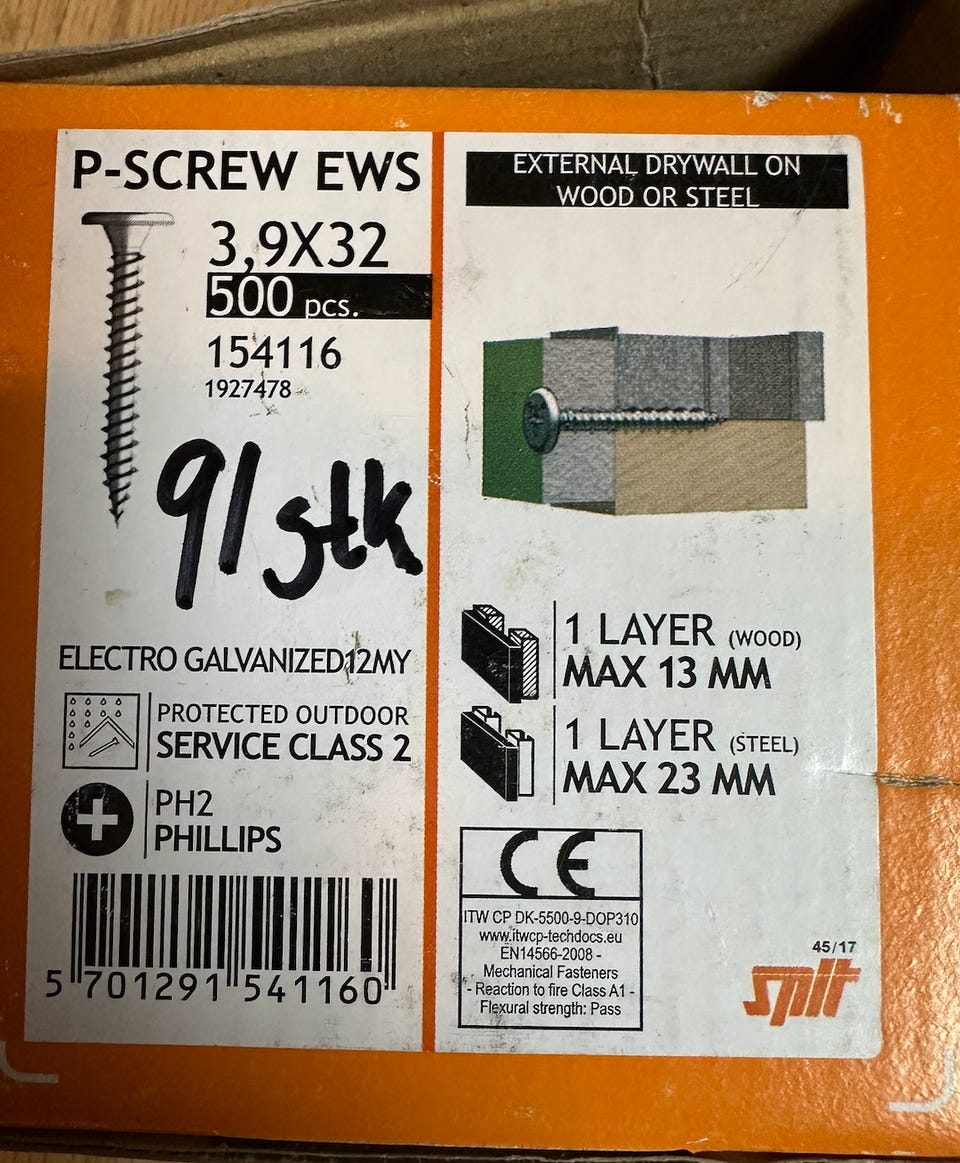 P-SCREW EWS
3,9X32
500 pcs.
154116
1927478
91 stk
ELECTRO GALVANIZED12MY
PROTECTED OUTDOOR
SERVICE CLASS 2
PH2
PHILLIPS
5 701291 541160
EXTERNAL DRYWALL ON
WOOD OR STEEL
1 LAYER (WOOD)
MAX 13 MM
1 LAYER (STEEL)
MAX 23 MM
CE
ITW CP DK-5500-9-DOP310
www.itwcp-techdocs.eu
EN14566-2008 -
Mechanical Fasteners
- Reaction to fire Class A1 -
Flexural strength: Pass
45/17
spit